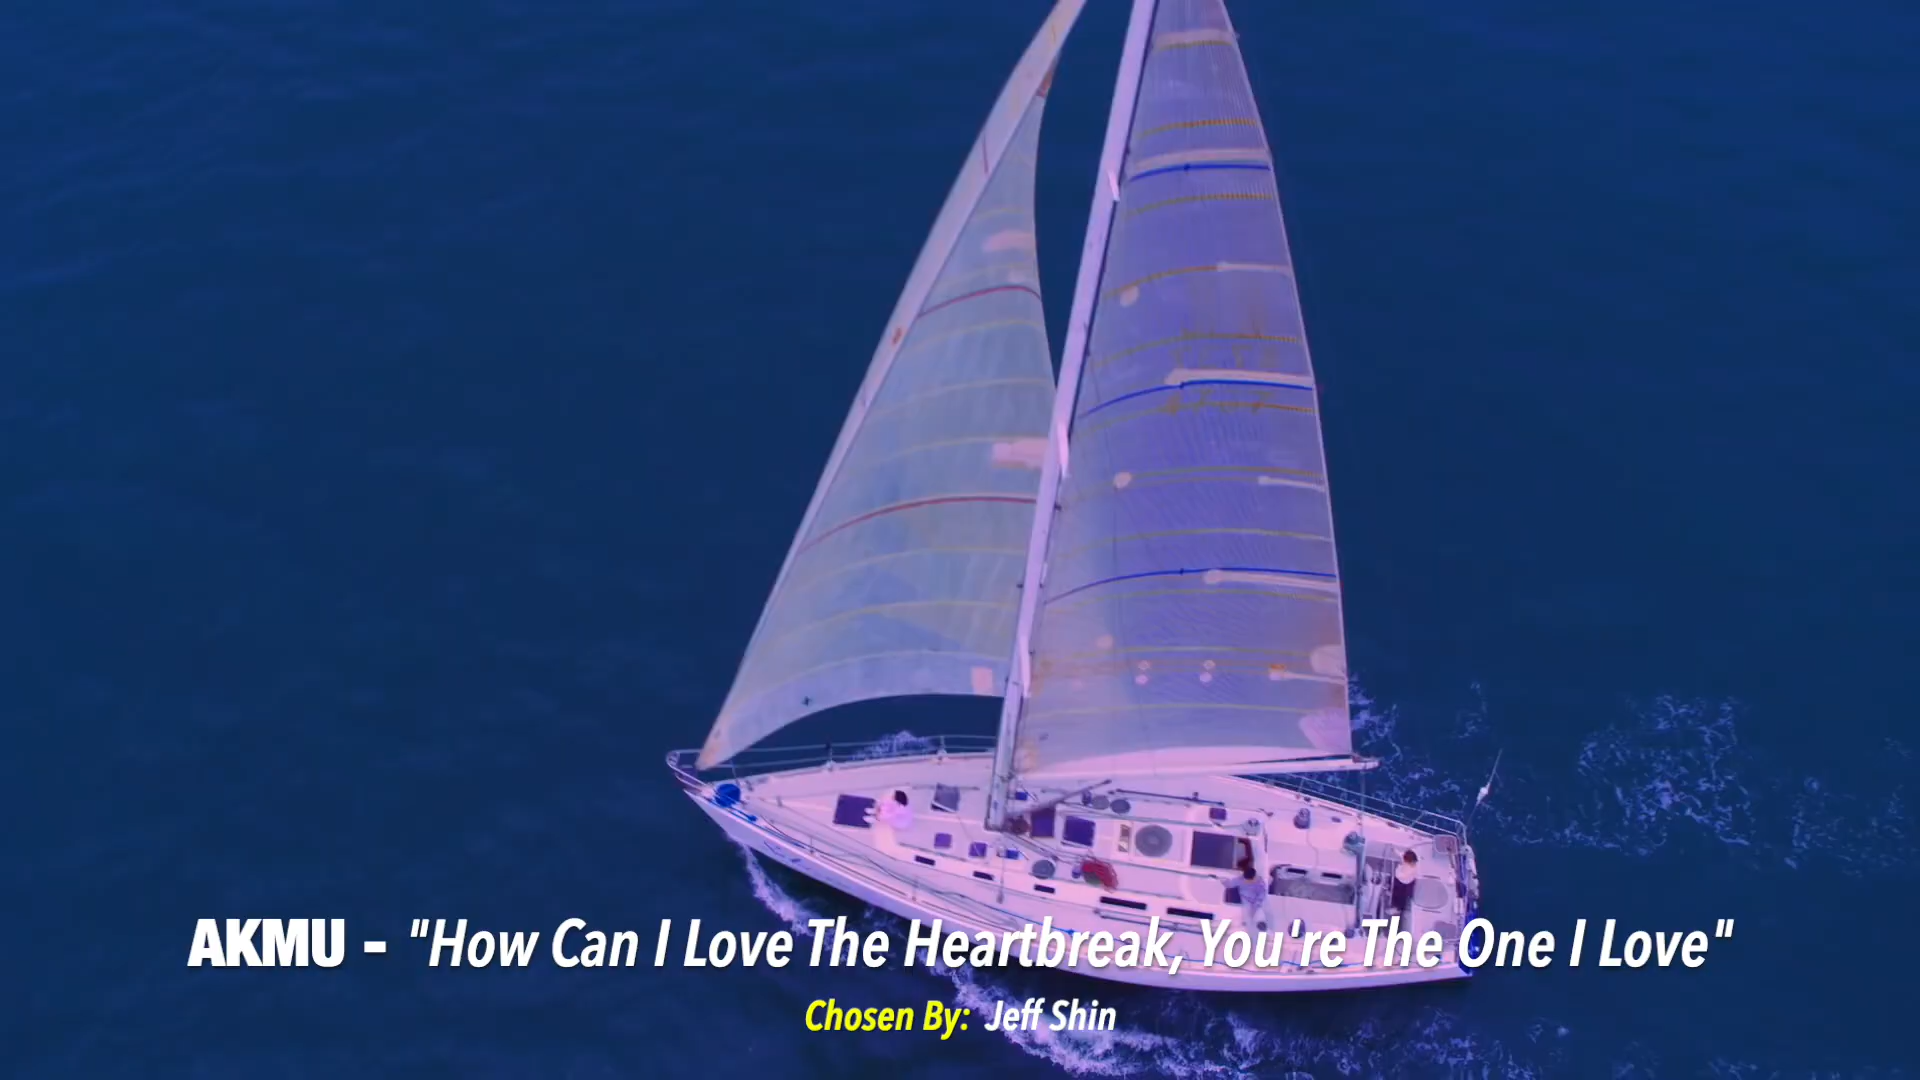 AKMU - "How Can I Love The Heartbreak, You're The One I Love"
Chosen By: Jeff Shin